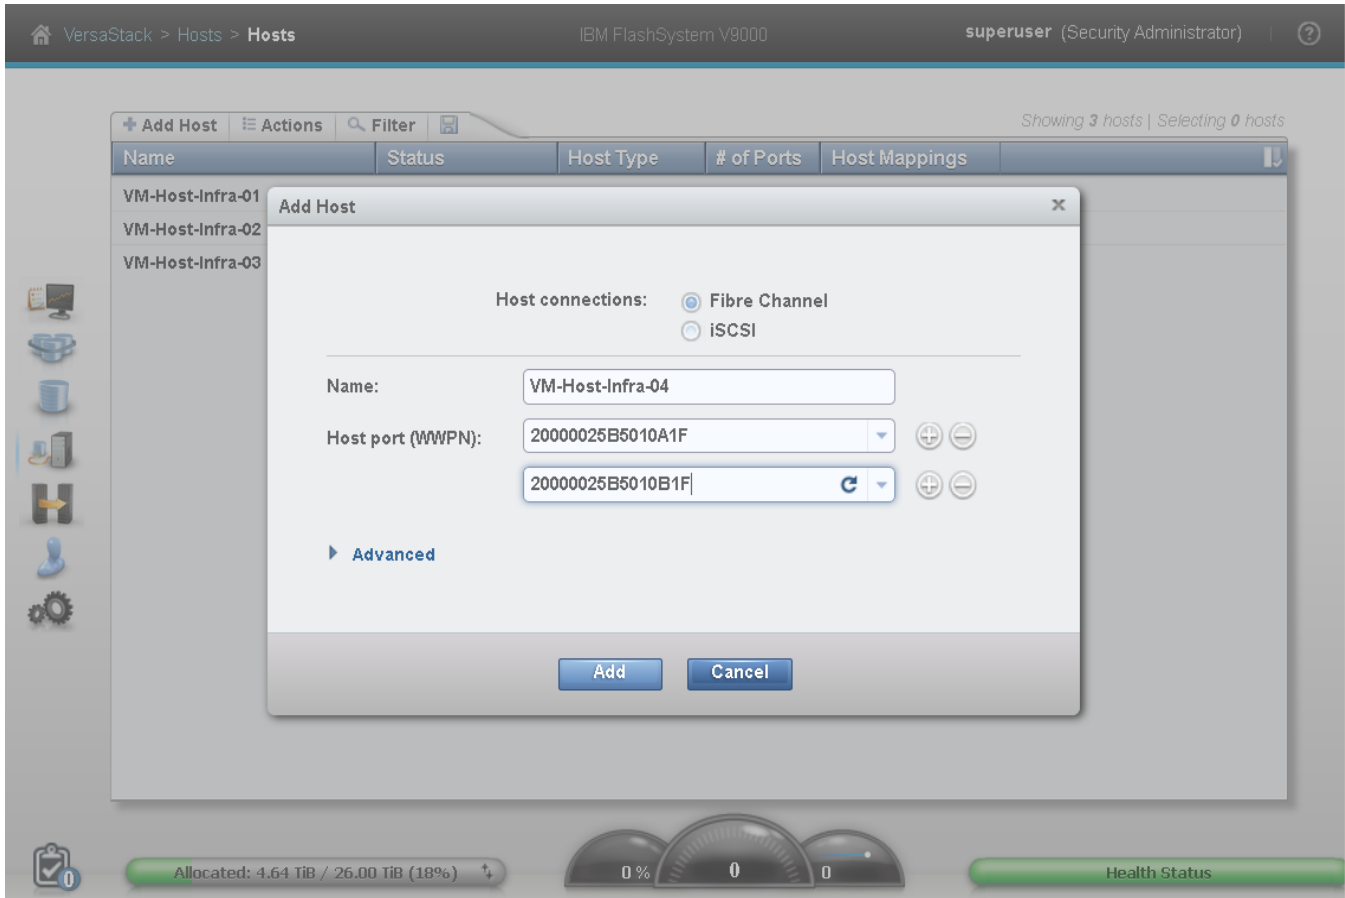 VersaStack > Hosts > Hosts IBM FlashSystem V9000 superuser (Security Administrator) | ?
Add Host Actions Filter Showing 3 hosts | Selecting 0 hosts
Name Status Host Type # of Ports Host Mappings
VM-Host-Infra-01
VM-Host-Infra-02
VM-Host-Infra-03
Add Host x
Host connections: Fibre Channel
iSCSI
Name: VM-Host-Infra-04
Host port (WWPN): 20000025B5010A1F
20000025B5010B1F
Advanced
Add Cancel
0 Allocated: 4.64 TiB / 26.00 TiB (18%) 0 % 0 0 Health Status